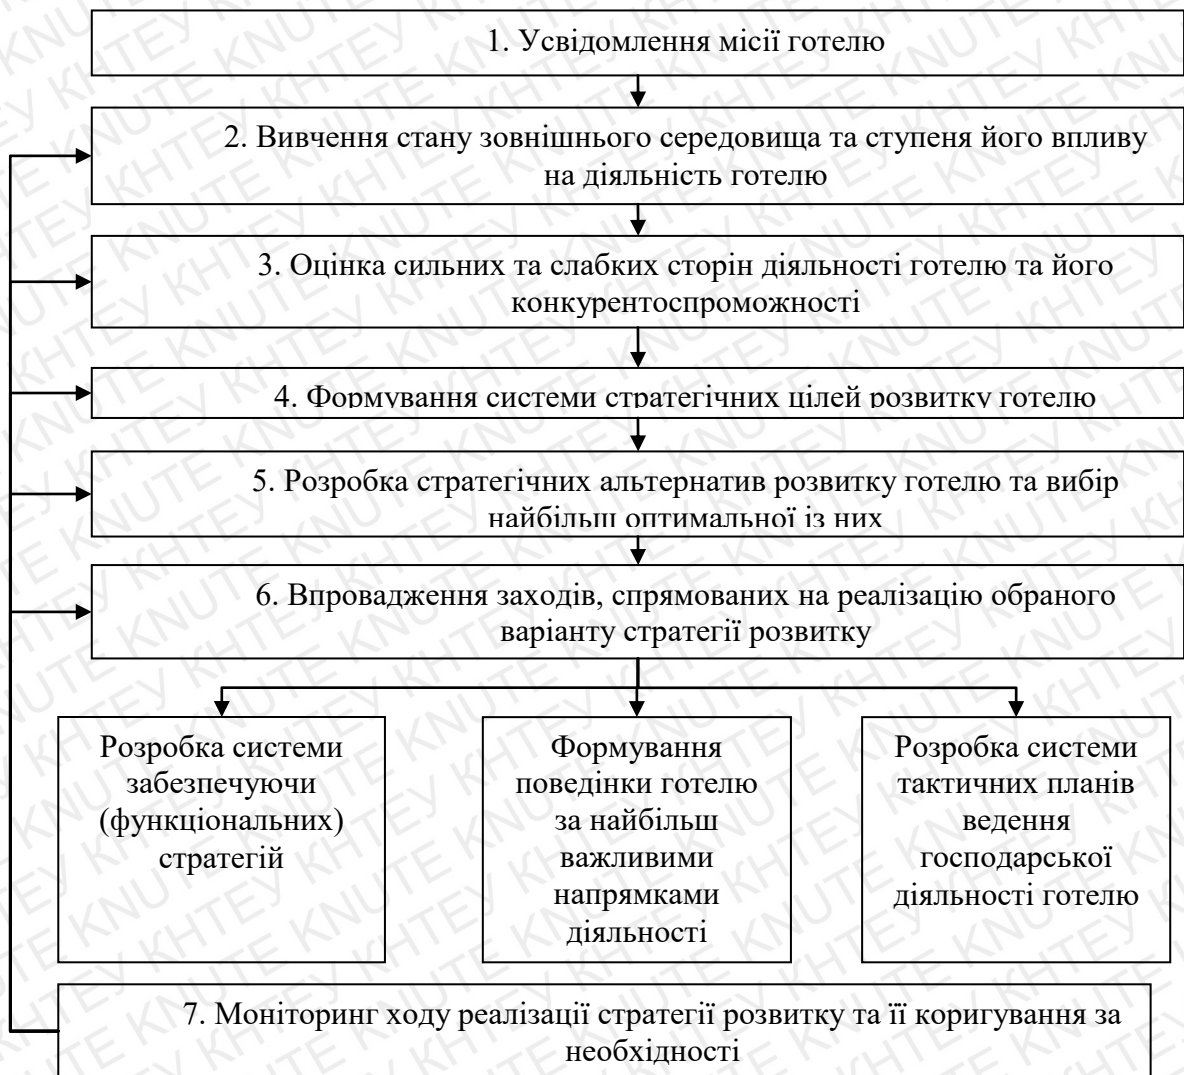 1. Усвідомлення місії готелю
2. Вивчення стану зовнішнього середовища та ступеня його впливу
на діяльність готелю
3. Оцінка сильних та слабких сторін діяльності готелю та його
конкурентоспроможності
4. Формування системи стратегічних цілей розвитку готелю
5. Розробка стратегічних альтернатив розвитку готелю та вибір
найбільш оптимальної із них
6. Впровадження заходів, спрямованих на реалізацію обраного
варіанту стратегії розвитку
Розробка системи
забезпечуючи
(функціональних)
стратегій
Формування
поведінки готелю
за найбільш
важливими
напрямками
діяльності
Розробка системи
тактичних планів
ведення
господарської
діяльності готелю
7. Моніторинг ходу реалізації стратегії розвитку та її коригування за
необхідності